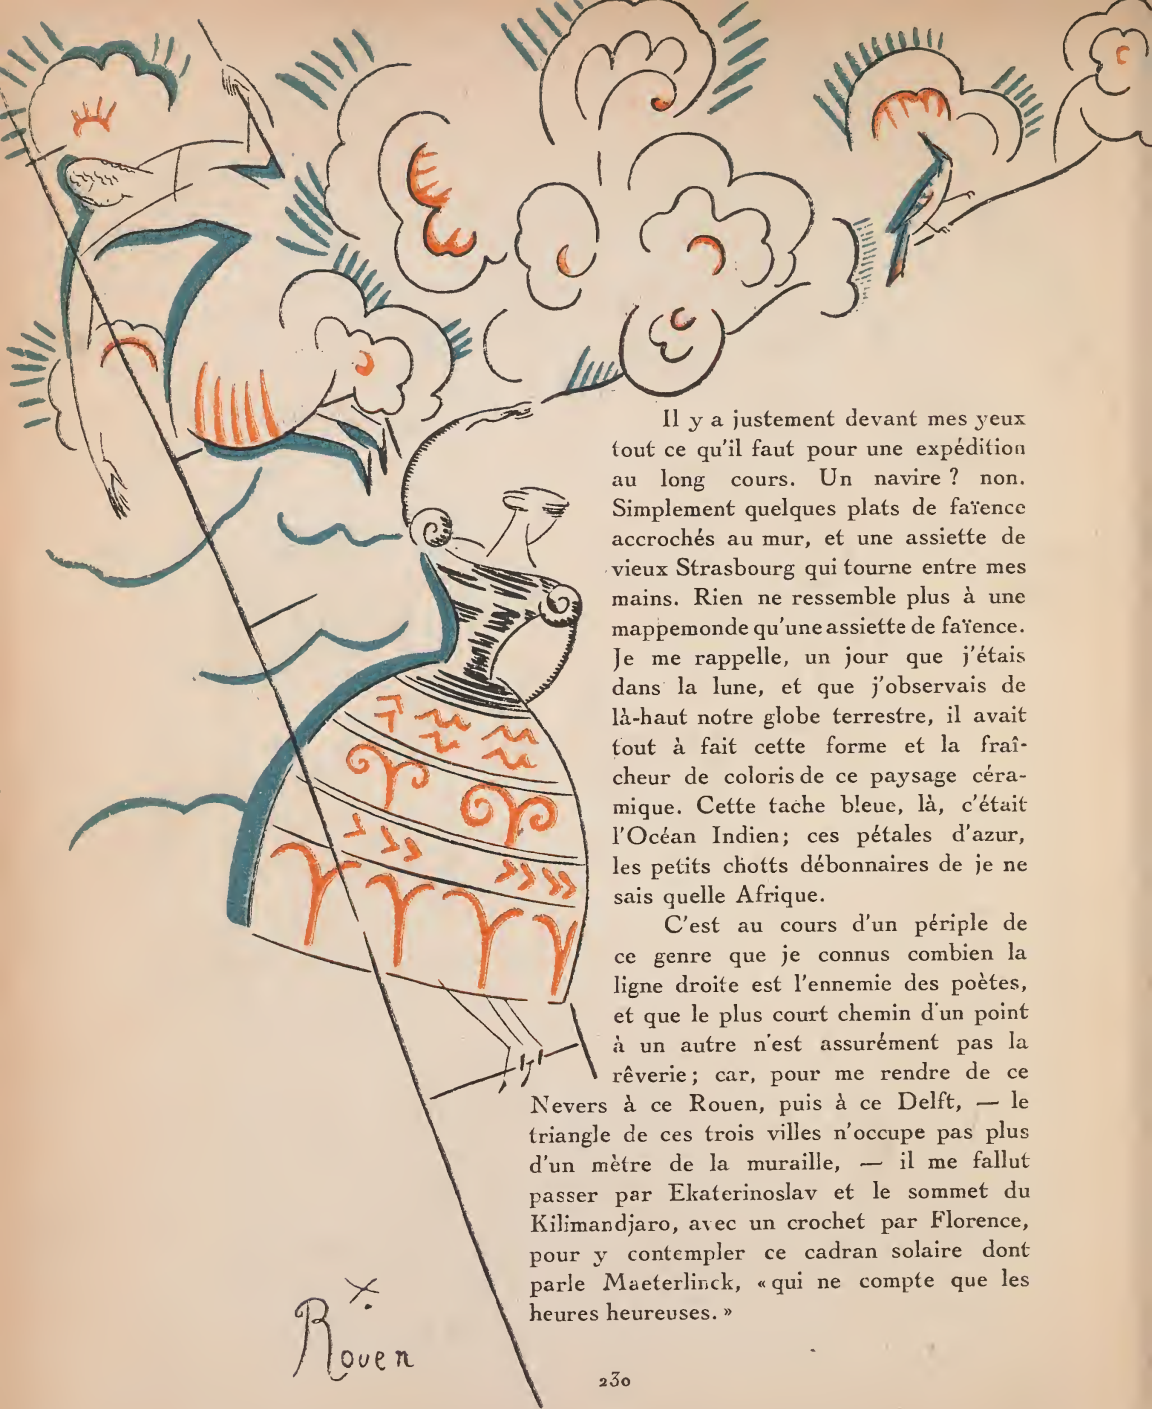 Il y a justement devant mes yeux
tout ce qu'il faut pour une expédition
au long cours. Un navire ? non.
Simplement quelques plats de faïence
accrochés au mur, et une assiette de
vieux Strasbourg qui tourne entre mes
mains. Rien ne ressemble plus à une
mappemonde qu'une assiette de faïence.
Je me rappelle, un jour que j'étais
dans la lune, et que j'observais de
là-haut notre globe terrestre, il avait
tout à fait cette forme et la fraî-
cheur de coloris de ce paysage céra-
mique. Cette tache bleue, là, c'était
l'Océan Indien; ces pétales d'azur,
les petits chotts débonnaires de je ne
sais quelle Afrique.
C'est au cours d'un périple de
ce genre que je connus combien la
ligne droite est l'ennemie des poètes,
et que le plus court chemin d'un point
à un autre n'est assurément pas la
rêverie; car, pour me rendre de ce
Nevers à ce Rouen, puis à ce Delft, — le
triangle de ces trois villes n'occupe pas plus
d'un mètre de la muraille, — il me fallut
passer par Ekaterinoslav et le sommet du
Kilimandjaro, avec un crochet par Florence,
pour y contempler ce cadran solaire dont
parle Maeterlinck, « qui ne compte que les
heures heureuses. »
Rouen
230